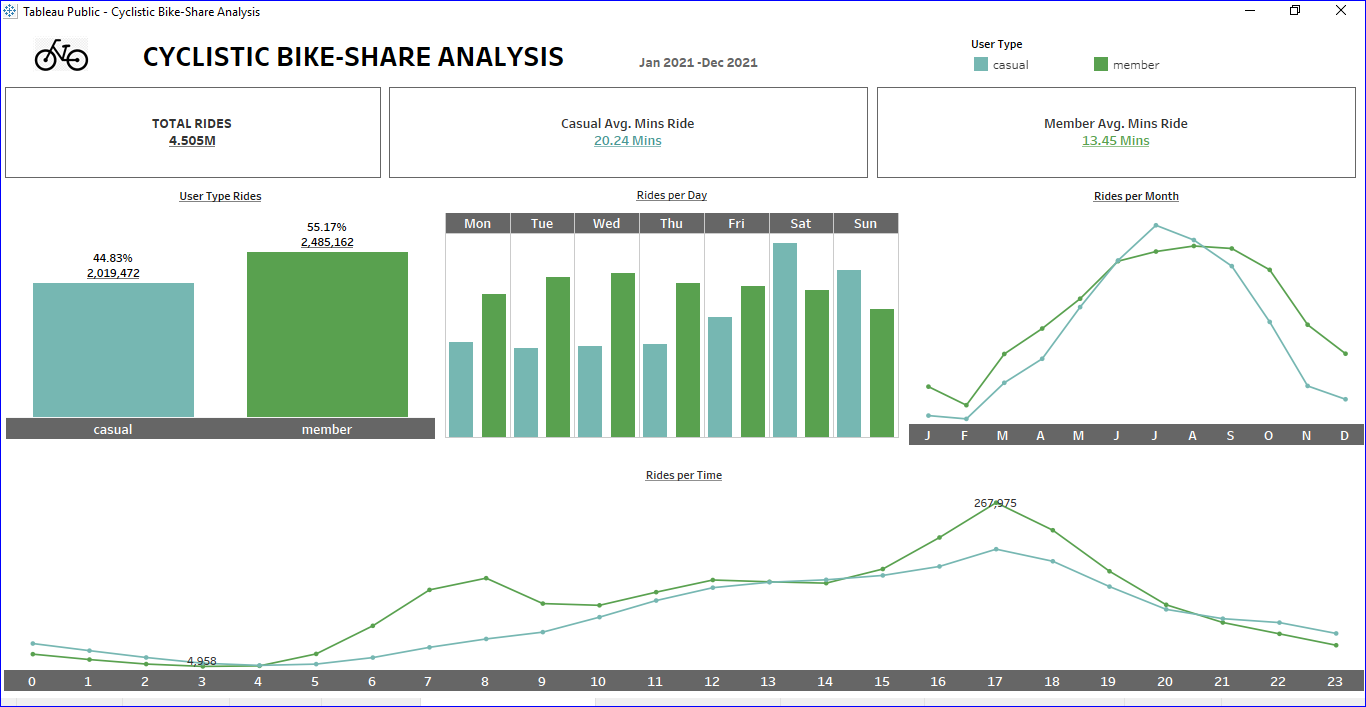 Tableau Public - Cyclistic Bike-Share Analysis
CYCLISTIC BIKE-SHARE ANALYSIS
Jan 2021 -Dec 2021
User Type
casual
member
TOTAL RIDES
4.505M
Casual Avg. Mins Ride
20.24 Mins
Member Avg. Mins Ride
13.45 Mins
User Type Rides
44.83%
2,019,472
55.17%
2,485,162
casual
member
Rides per Day
Mon Tue Wed Thu Fri Sat Sun
Rides per Month
J F M A M J J A S O N D
Rides per Time
267,975
4,958
0 1 2 3 4 5 6 7 8 9 10 11 12 13 14 15 16 17 18 19 20 21 22 23